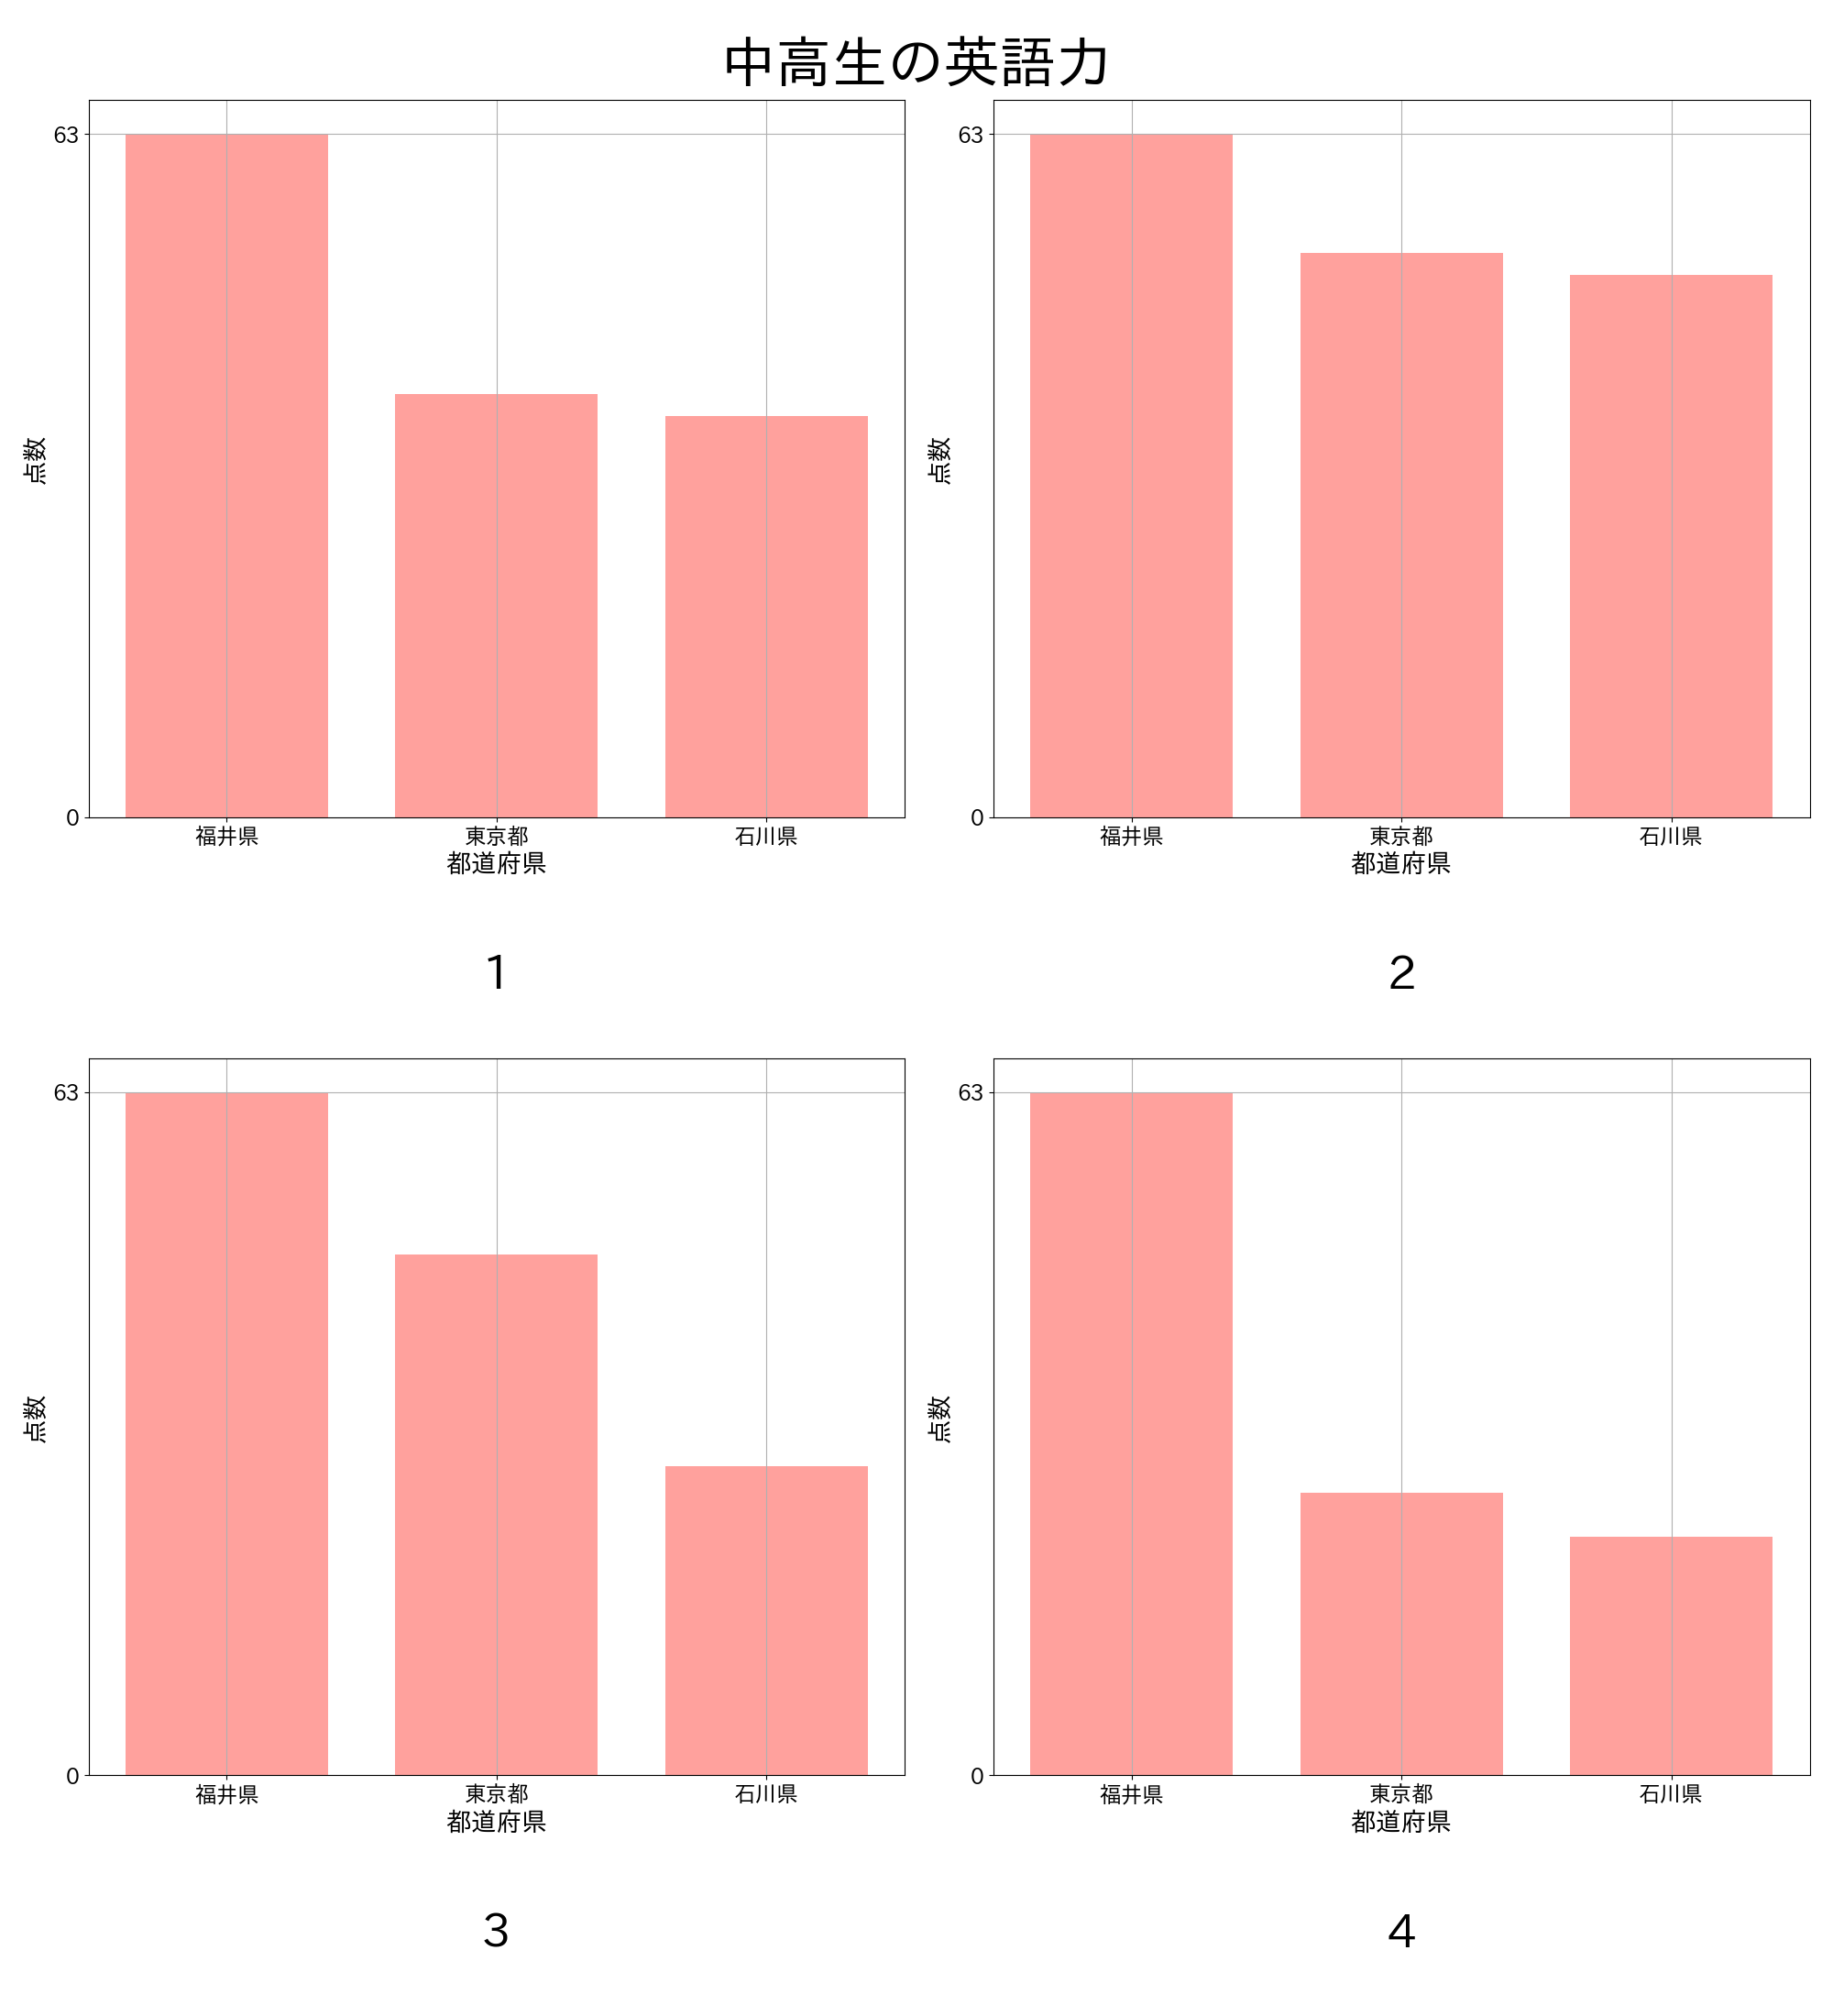 中高生の英語力
63
0
点数
福井県 東京都 石川県
都道府県
1
63
0
点数
福井県 東京都 石川県
都道府県
2
63
0
点数
福井県 東京都 石川県
都道府県
3
63
0
点数
福井県 東京都 石川県
都道府県
4